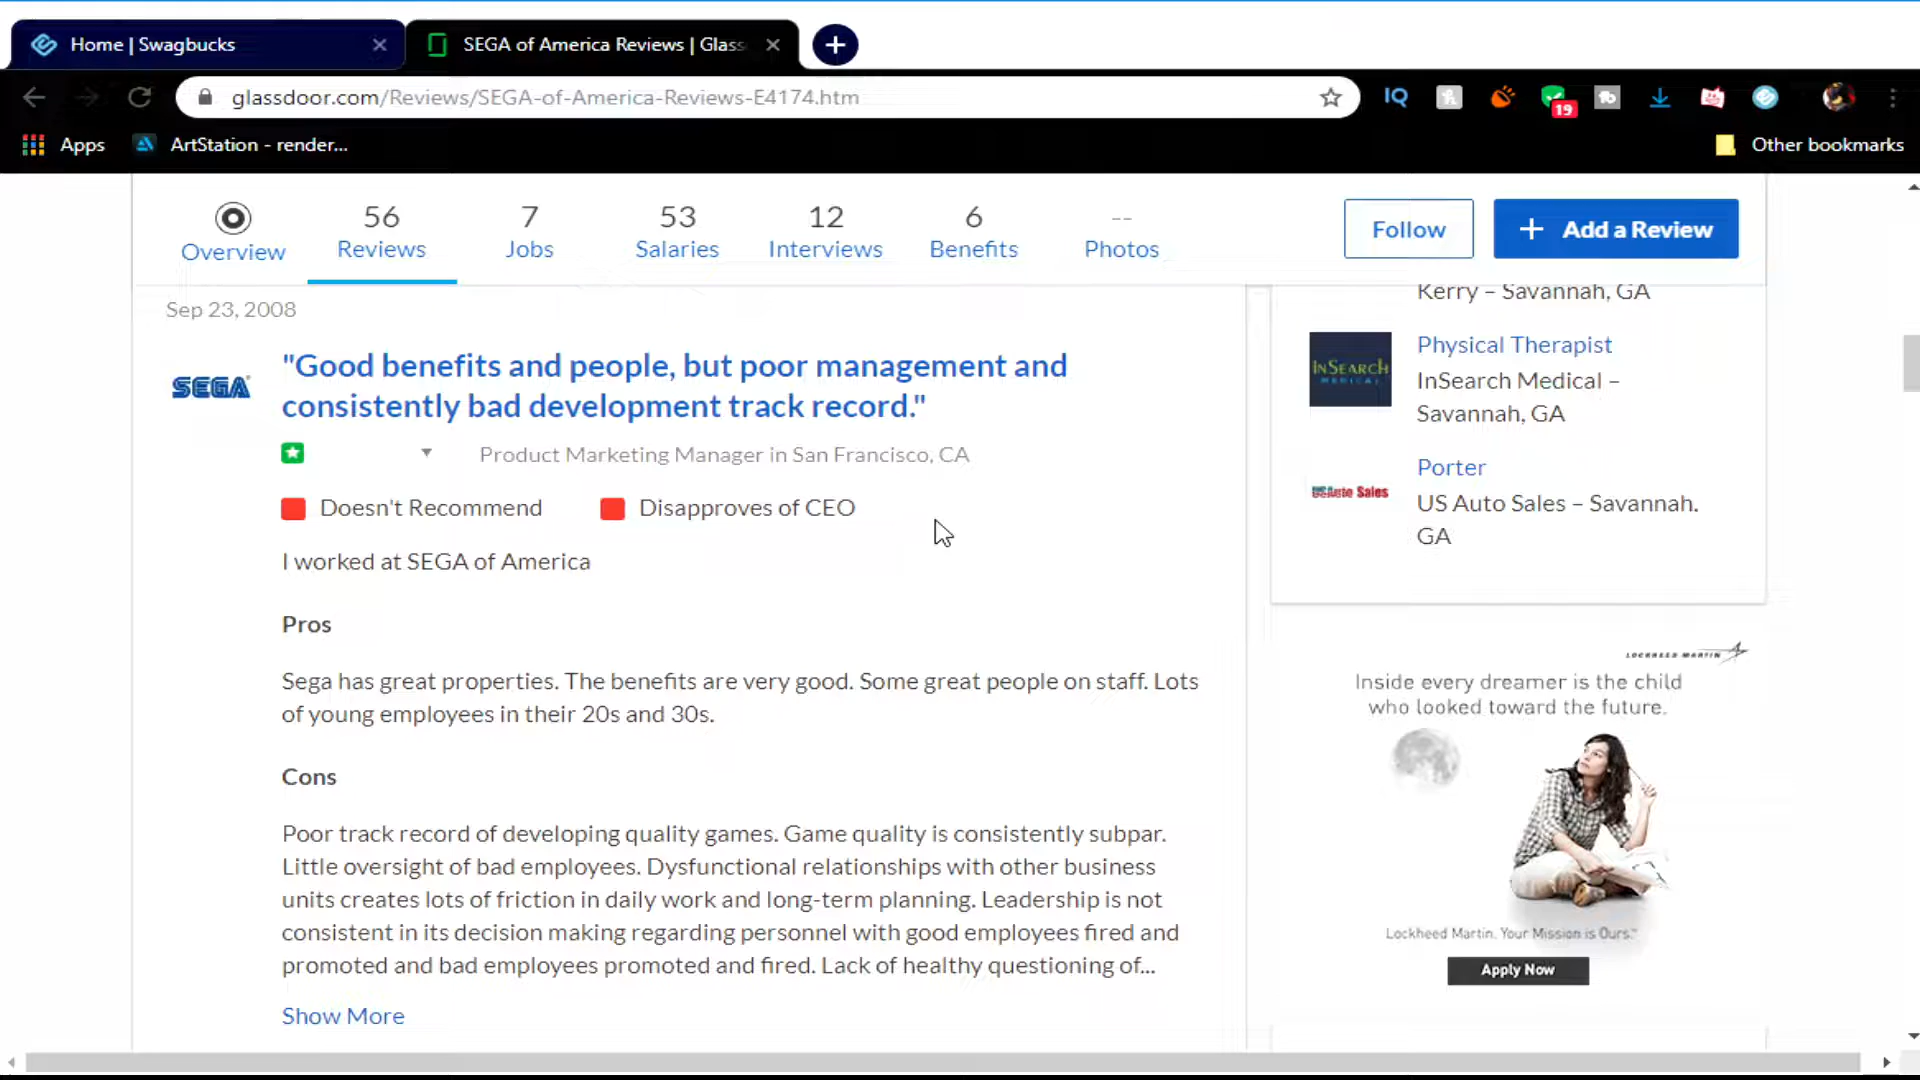 Home | Swagbucks
SEGA of America Reviews | Glass
glassdoor.com/Reviews/SEGA-of-America-Reviews-E4174.htm
IQ
19
Apps
ArtStation - render...
Other bookmarks
Overview
56
Reviews
7
Jobs
53
Salaries
12
Interviews
6
Benefits
--
Photos
Follow
+ Add a Review
Sep 23, 2008
SEGA
"Good benefits and people, but poor management and
consistently bad development track record."
Product Marketing Manager in San Francisco, CA
Doesn't Recommend
Disapproves of CEO
I worked at SEGA of America
Pros
Sega has great properties. The benefits are very good. Some great people on staff. Lots
of young employees in their 20s and 30s.
Cons
Poor track record of developing quality games. Game quality is consistently subpar.
Little oversight of bad employees. Dysfunctional relationships with other business
units creates lots of friction in daily work and long-term planning. Leadership is not
consistent in its decision making regarding personnel with good employees fired and
promoted and bad employees promoted and fired. Lack of healthy questioning of...
Show More
Kerry – Savannah, GA
INSEARCH
MEDICAL
Physical Therapist
InSearch Medical –
Savannah, GA
US Auto Sales
Porter
US Auto Sales – Savannah,
GA
LOCKHEED MARTIN
Inside every dreamer is the child
who looked toward the future.
Lockheed Martin. Your Mission is Ours.™
Apply Now